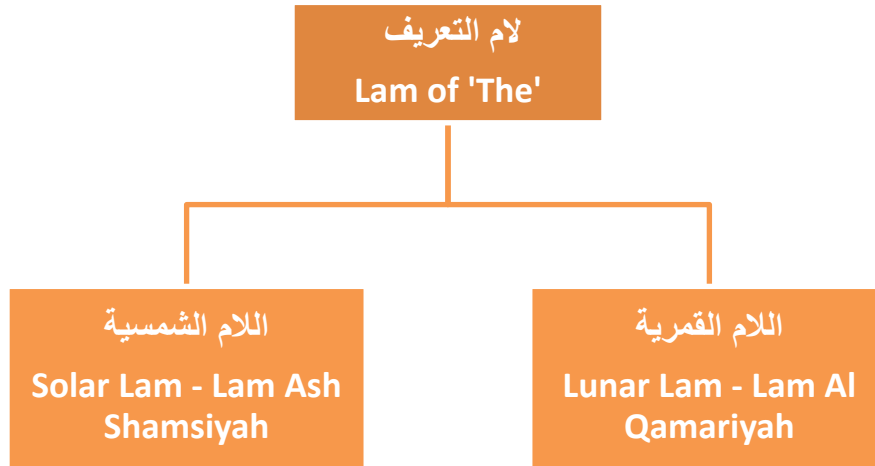 لام التعريف
Lam of 'The'
اللام الشمسية
Solar Lam - Lam Ash
Shamsiyah
اللام القمرية
Lunar Lam - Lam Al
Qamariyah